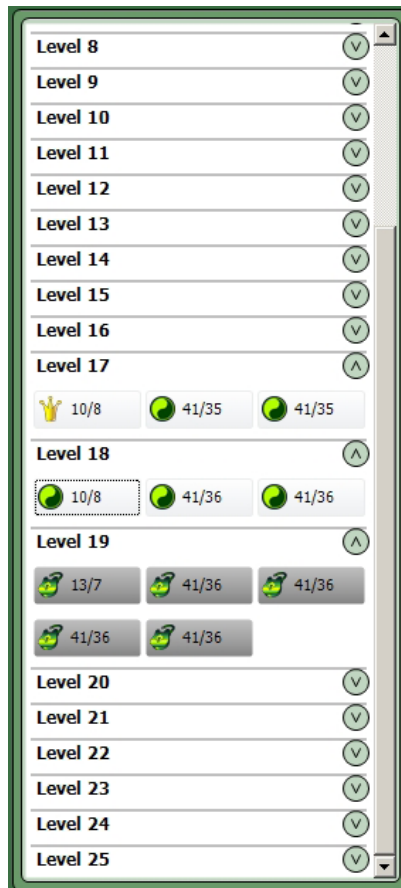 Level 8
Level 9
Level 10
Level 11
Level 12
Level 13
Level 14
Level 15
Level 16
Level 17
10/8 41/35 41/35
Level 18
10/8 41/36 41/36
Level 19
13/7 41/36 41/36
41/36 41/36
Level 20
Level 21
Level 22
Level 23
Level 24
Level 25